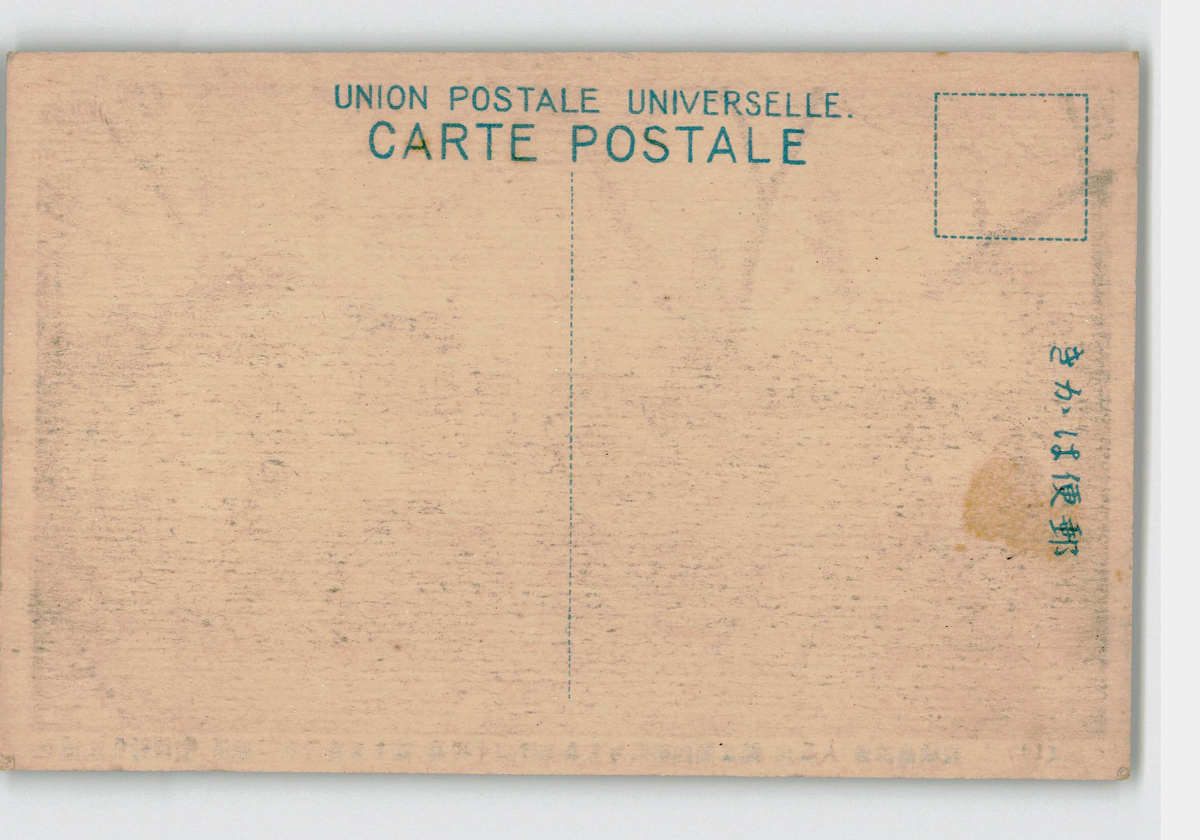 UNION POSTALE UNIVERSELLE.
CARTE POSTALE
きかは便郵